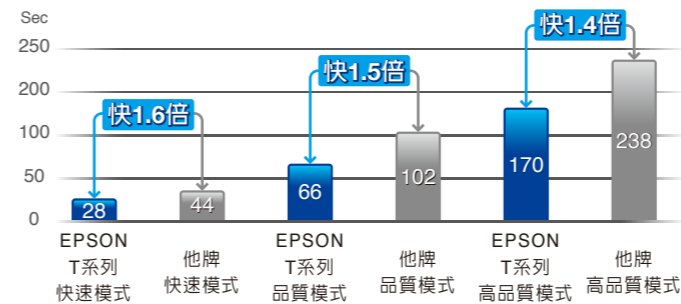 Sec
250
200
100
50
0
快1.6倍
快1.5倍
快1.4倍
28
44
66
102
170
238
EPSON
T系列
快速模式
他牌
快速模式
EPSON
T系列
品質模式
他牌
品質模式
EPSON
T系列
高品質模式
他牌
高品質模式